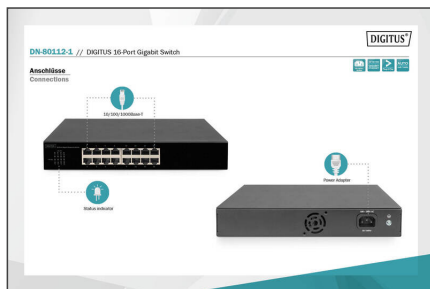 DIGITUS®
DN-80112-1 // DIGITUS 16-Port Gigabit Switch
Anschlüsse
Connections
10/100/1000Base-T
Power Adapter
Status indicator